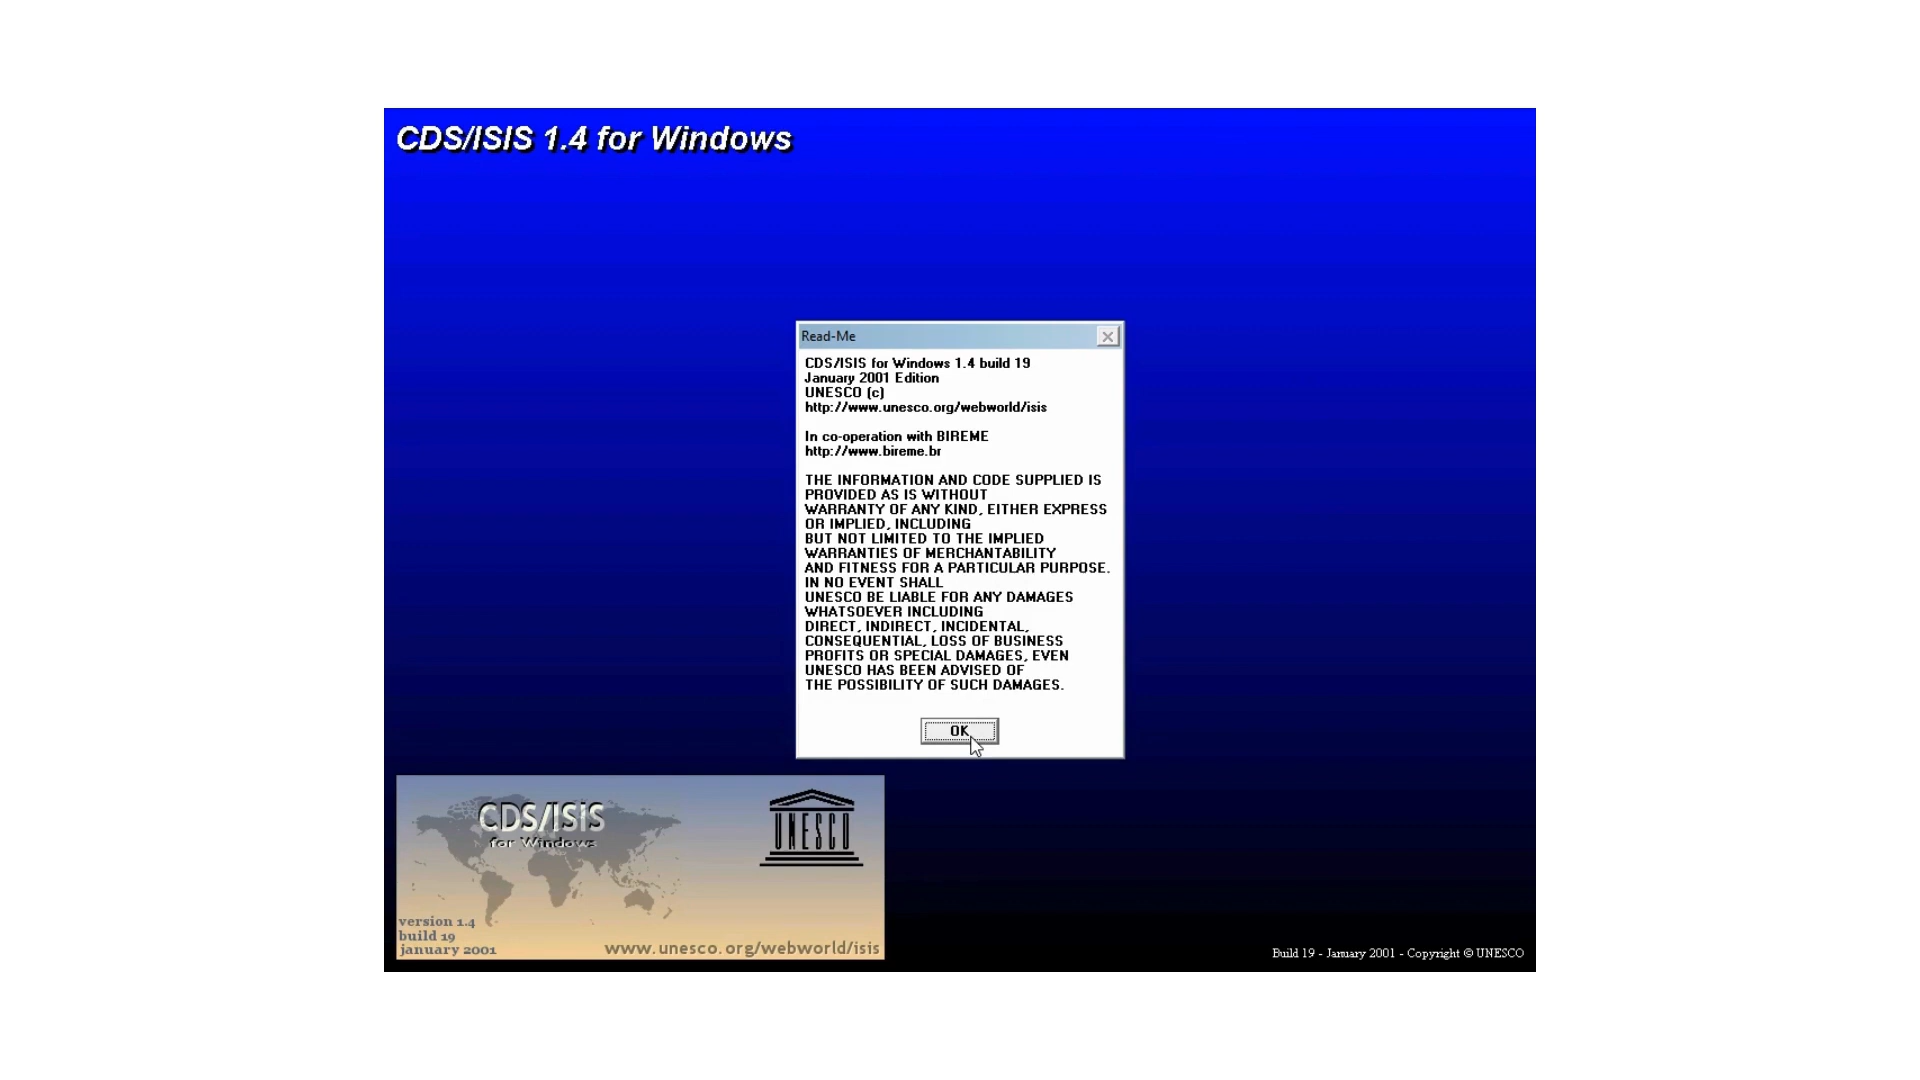 CDS/ISIS 1.4 for Windows
Read-Me
CDS/ISIS for Windows 1.4 build 19
January 2001 Edition
UNESCO (c)
http://www.unesco.org/webworld/isis
In co-operation with BIREME
http://www.bireme.br
THE INFORMATION AND CODE SUPPLIED IS
PROVIDED AS IS WITHOUT
WARRANTY OF ANY KIND, EITHER EXPRESS
OR IMPLIED, INCLUDING
BUT NOT LIMITED TO THE IMPLIED
WARRANTIES OF MERCHANTABILITY
AND FITNESS FOR A PARTICULAR PURPOSE.
IN NO EVENT SHALL
UNESCO BE LIABLE FOR ANY DAMAGES
WHATSOEVER INCLUDING
DIRECT, INDIRECT, INCIDENTAL,
CONSEQUENTIAL, LOSS OF BUSINESS
PROFITS OR SPECIAL DAMAGES, EVEN
UNESCO HAS BEEN ADVISED OF
THE POSSIBILITY OF SUCH DAMAGES.
OK
CDS/ISIS
for Windows
UNESCO
version 1.4
build 19
january 2001
www.unesco.org/webworld/isis
Build 19 - January 2001 - Copyright © UNESCO